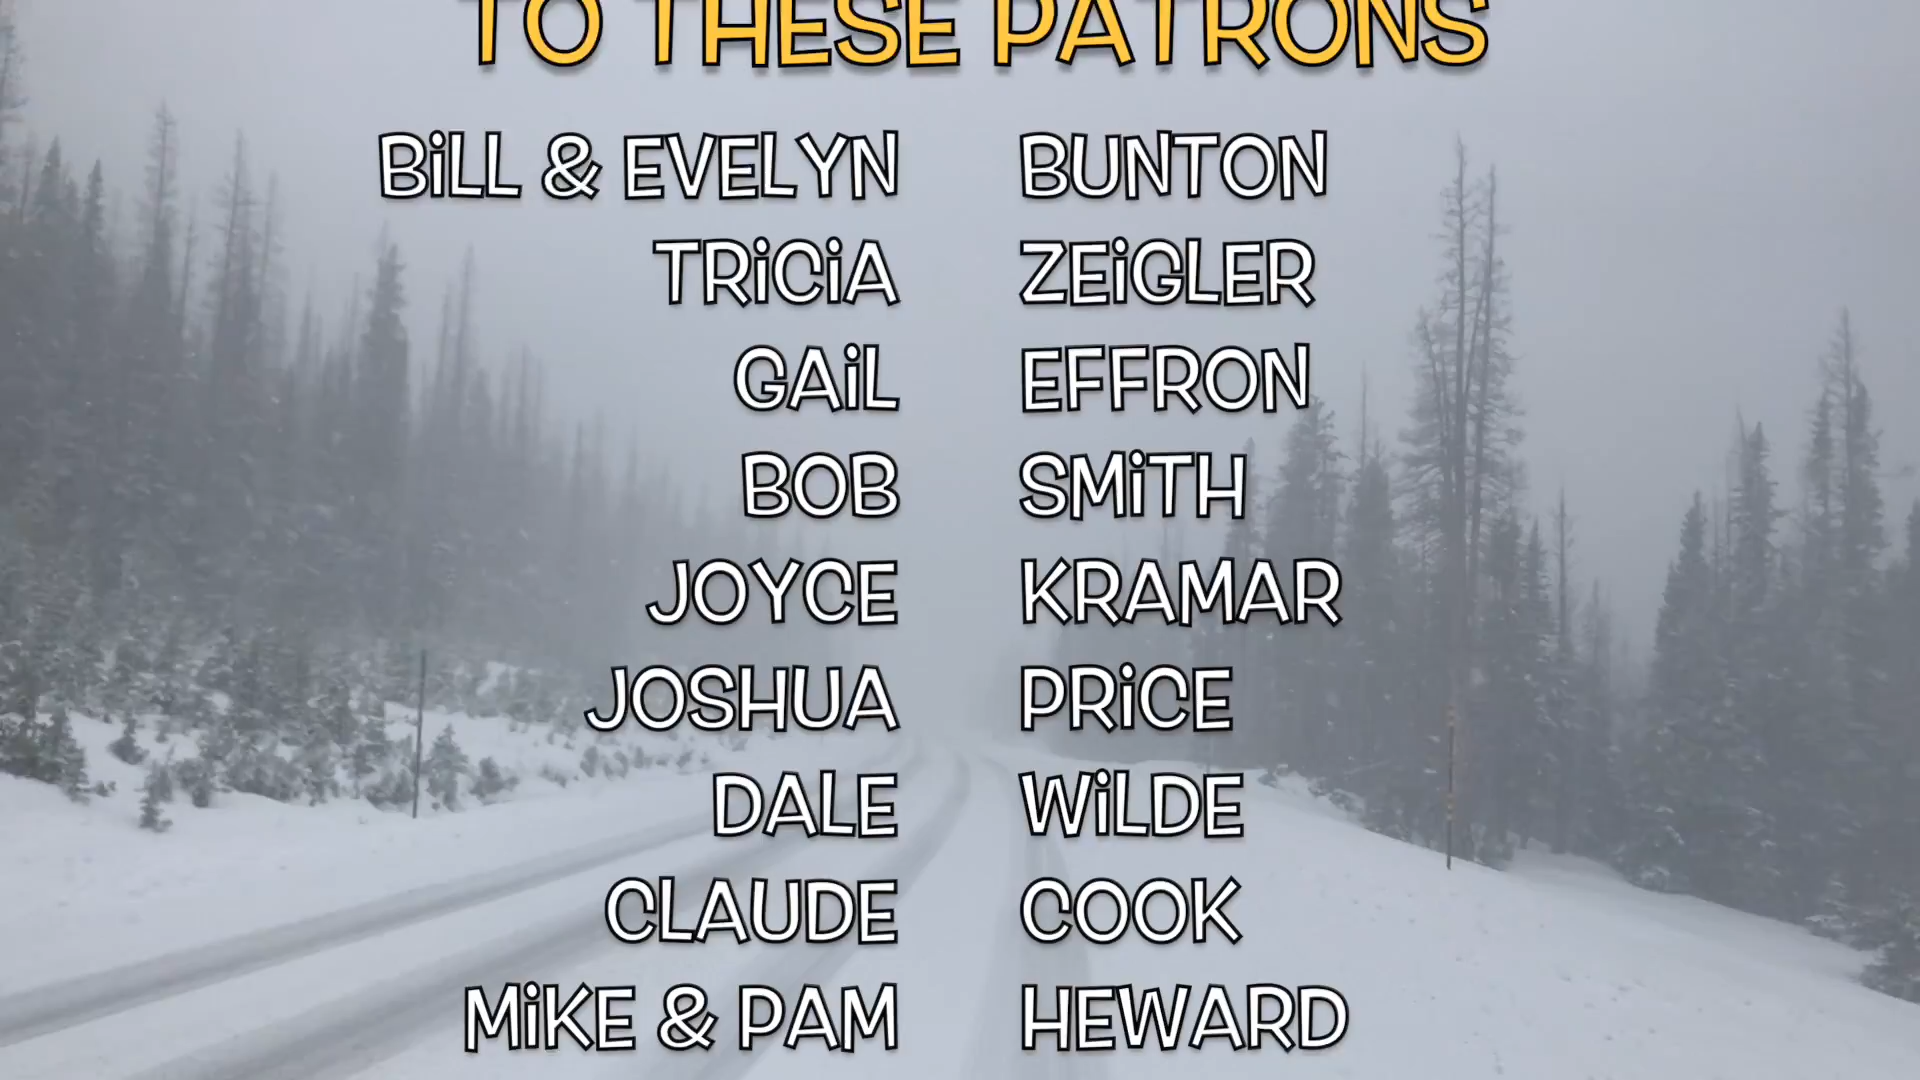 TO THESE PATRONS
BiLL & EVELYN BUNTON
TRiCiA ZEiGLER
GAiL EFFRON
BOB SMiTH
JOYCE KRAMAR
JOSHUA PRiCE
DALE WiLDE
CLAUDE COOK
MiKE & PAM HEWARD